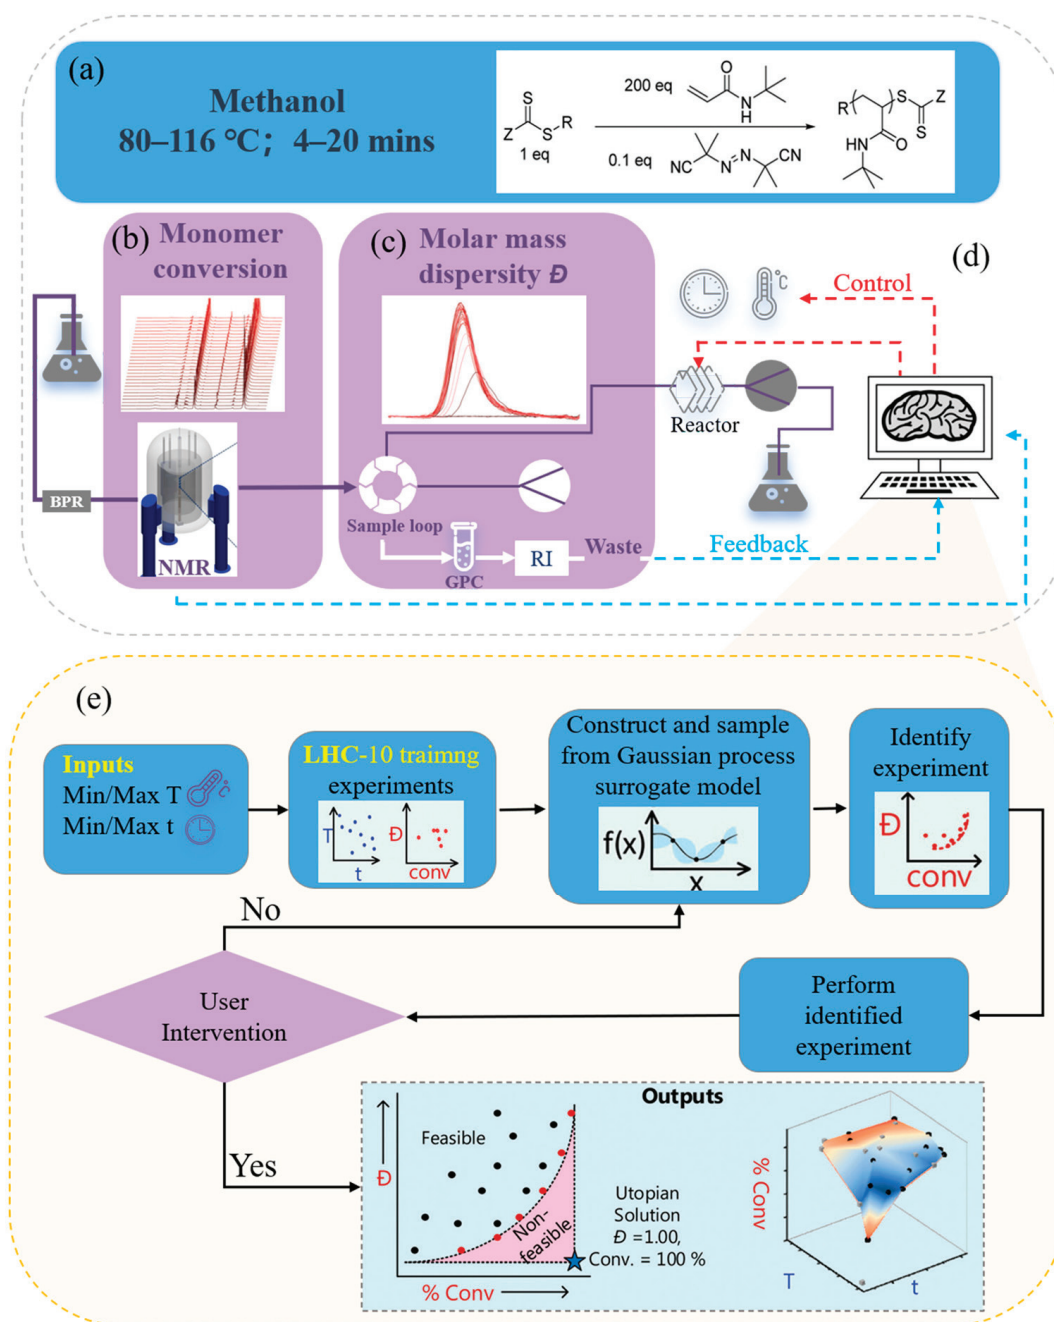 (a)
Methanol
80–116 °C; 4–20 mins
Z
S
S
R
1 eq
200 eq
O
N
H
0.1 eq
NC
N
N
CN
R
S
Z
S
HN
O
(b)
Monomer
conversion
NMR
BPR
(c)
Molar mass
dispersity Đ
Sample loop
GPC
RI
Waste
(d)
°C
Control
Reactor
Feedback
(e)
Inputs
Min/Max T
°C
Min/Max t
LHC-10 traimng
experiments
T
t
Đ
conv
Construct and sample
from Gaussian process
surrogate model
f(x)
x
Identify
experiment
Đ
conv
No
User
Intervention
Perform
identified
experiment
Yes
Outputs
Đ
Feasible
Non-
feasible
% Conv
Utopian
Solution
Đ =1.00,
Conv. = 100 %
% Conv
T
t